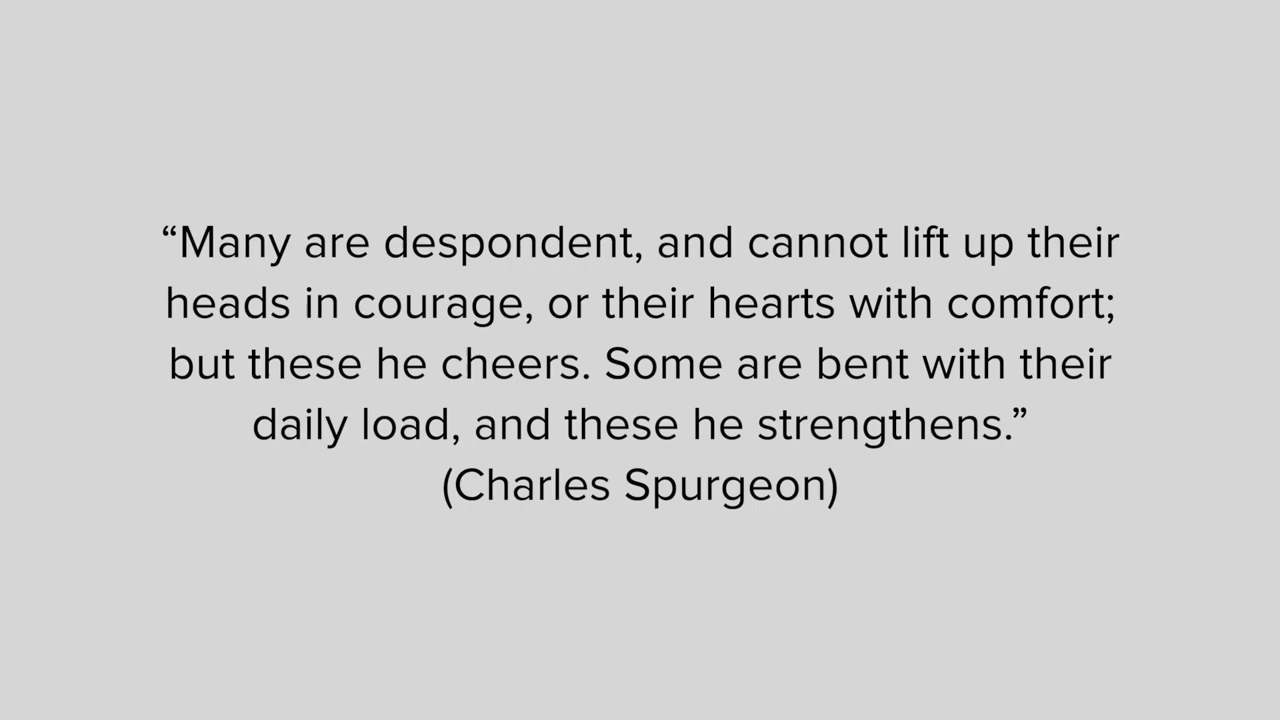 “Many are despondent, and cannot lift up their
heads in courage, or their hearts with comfort;
but these he cheers. Some are bent with their
daily load, and these he strengthens.”
(Charles Spurgeon)